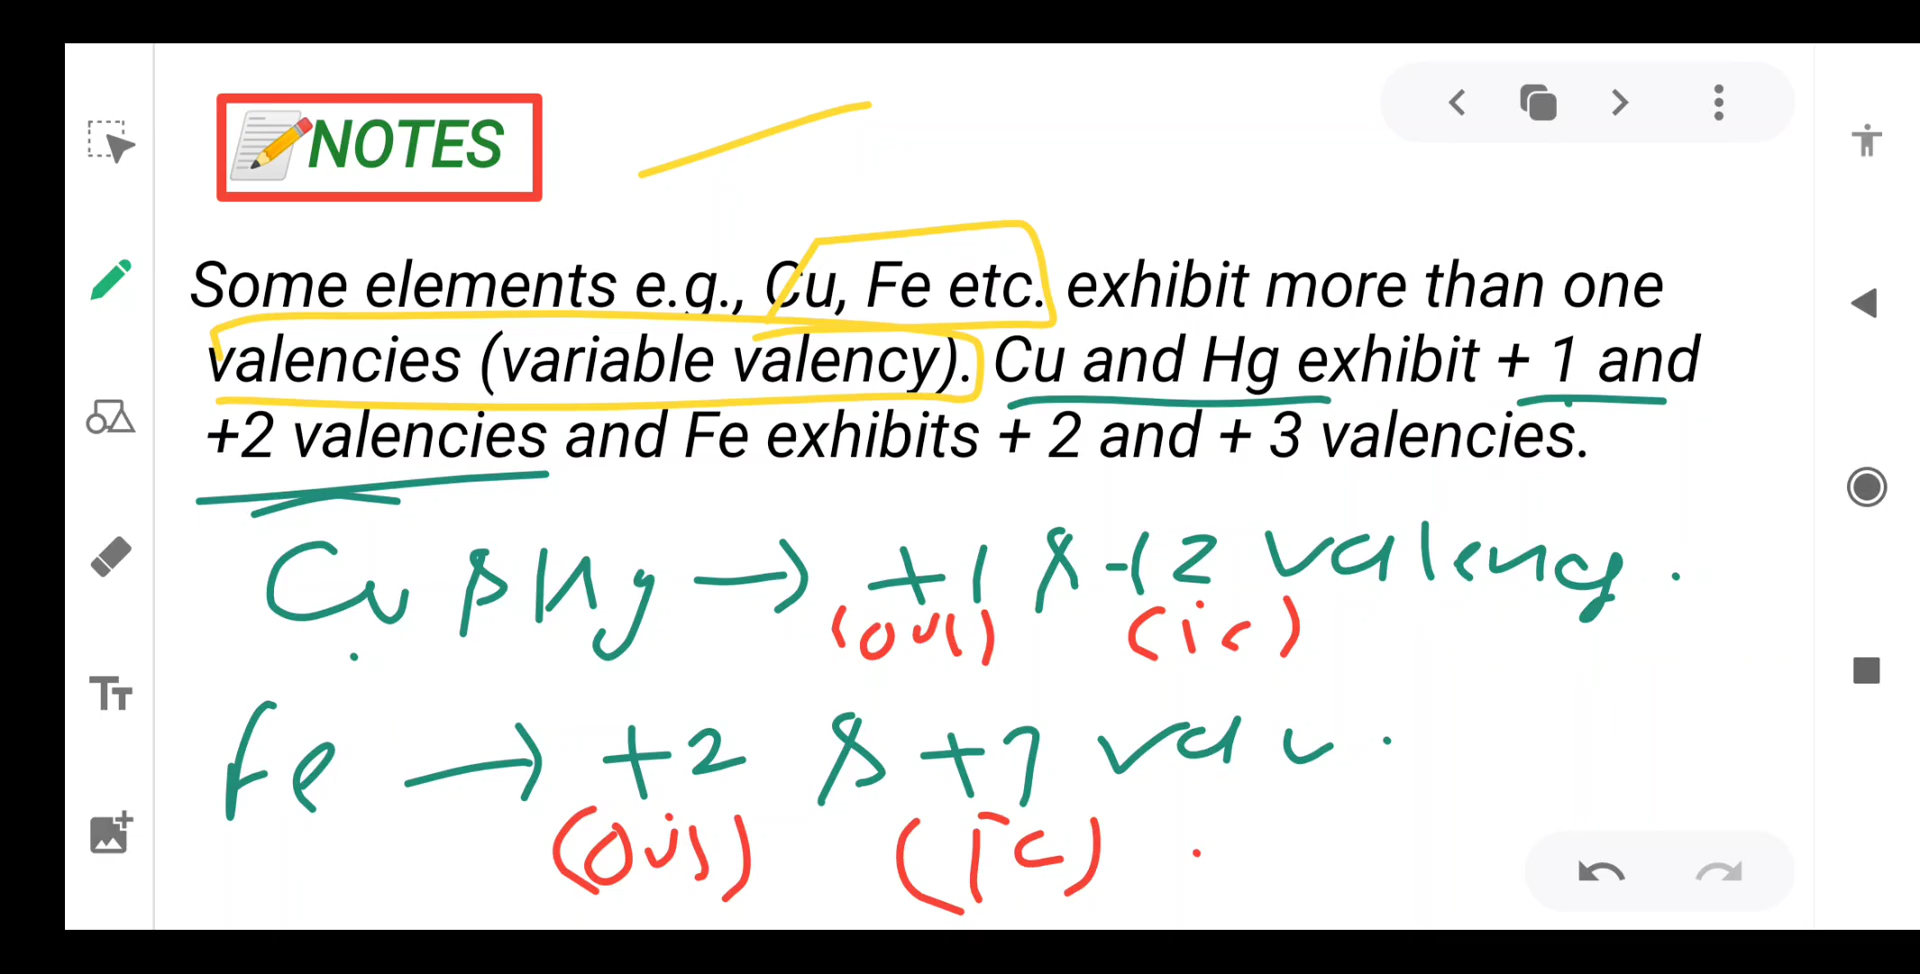 NOTES
Some elements e.g., Cu, Fe etc. exhibit more than one
valencies (variable valency). Cu and Hg exhibit + 1 and
+2 valencies and Fe exhibits + 2 and + 3 valencies.
Cu & Hg → +1 & +2 valency.
(ous) (ic)
Fe → +2 & +3
(ous) (ic)
Tт